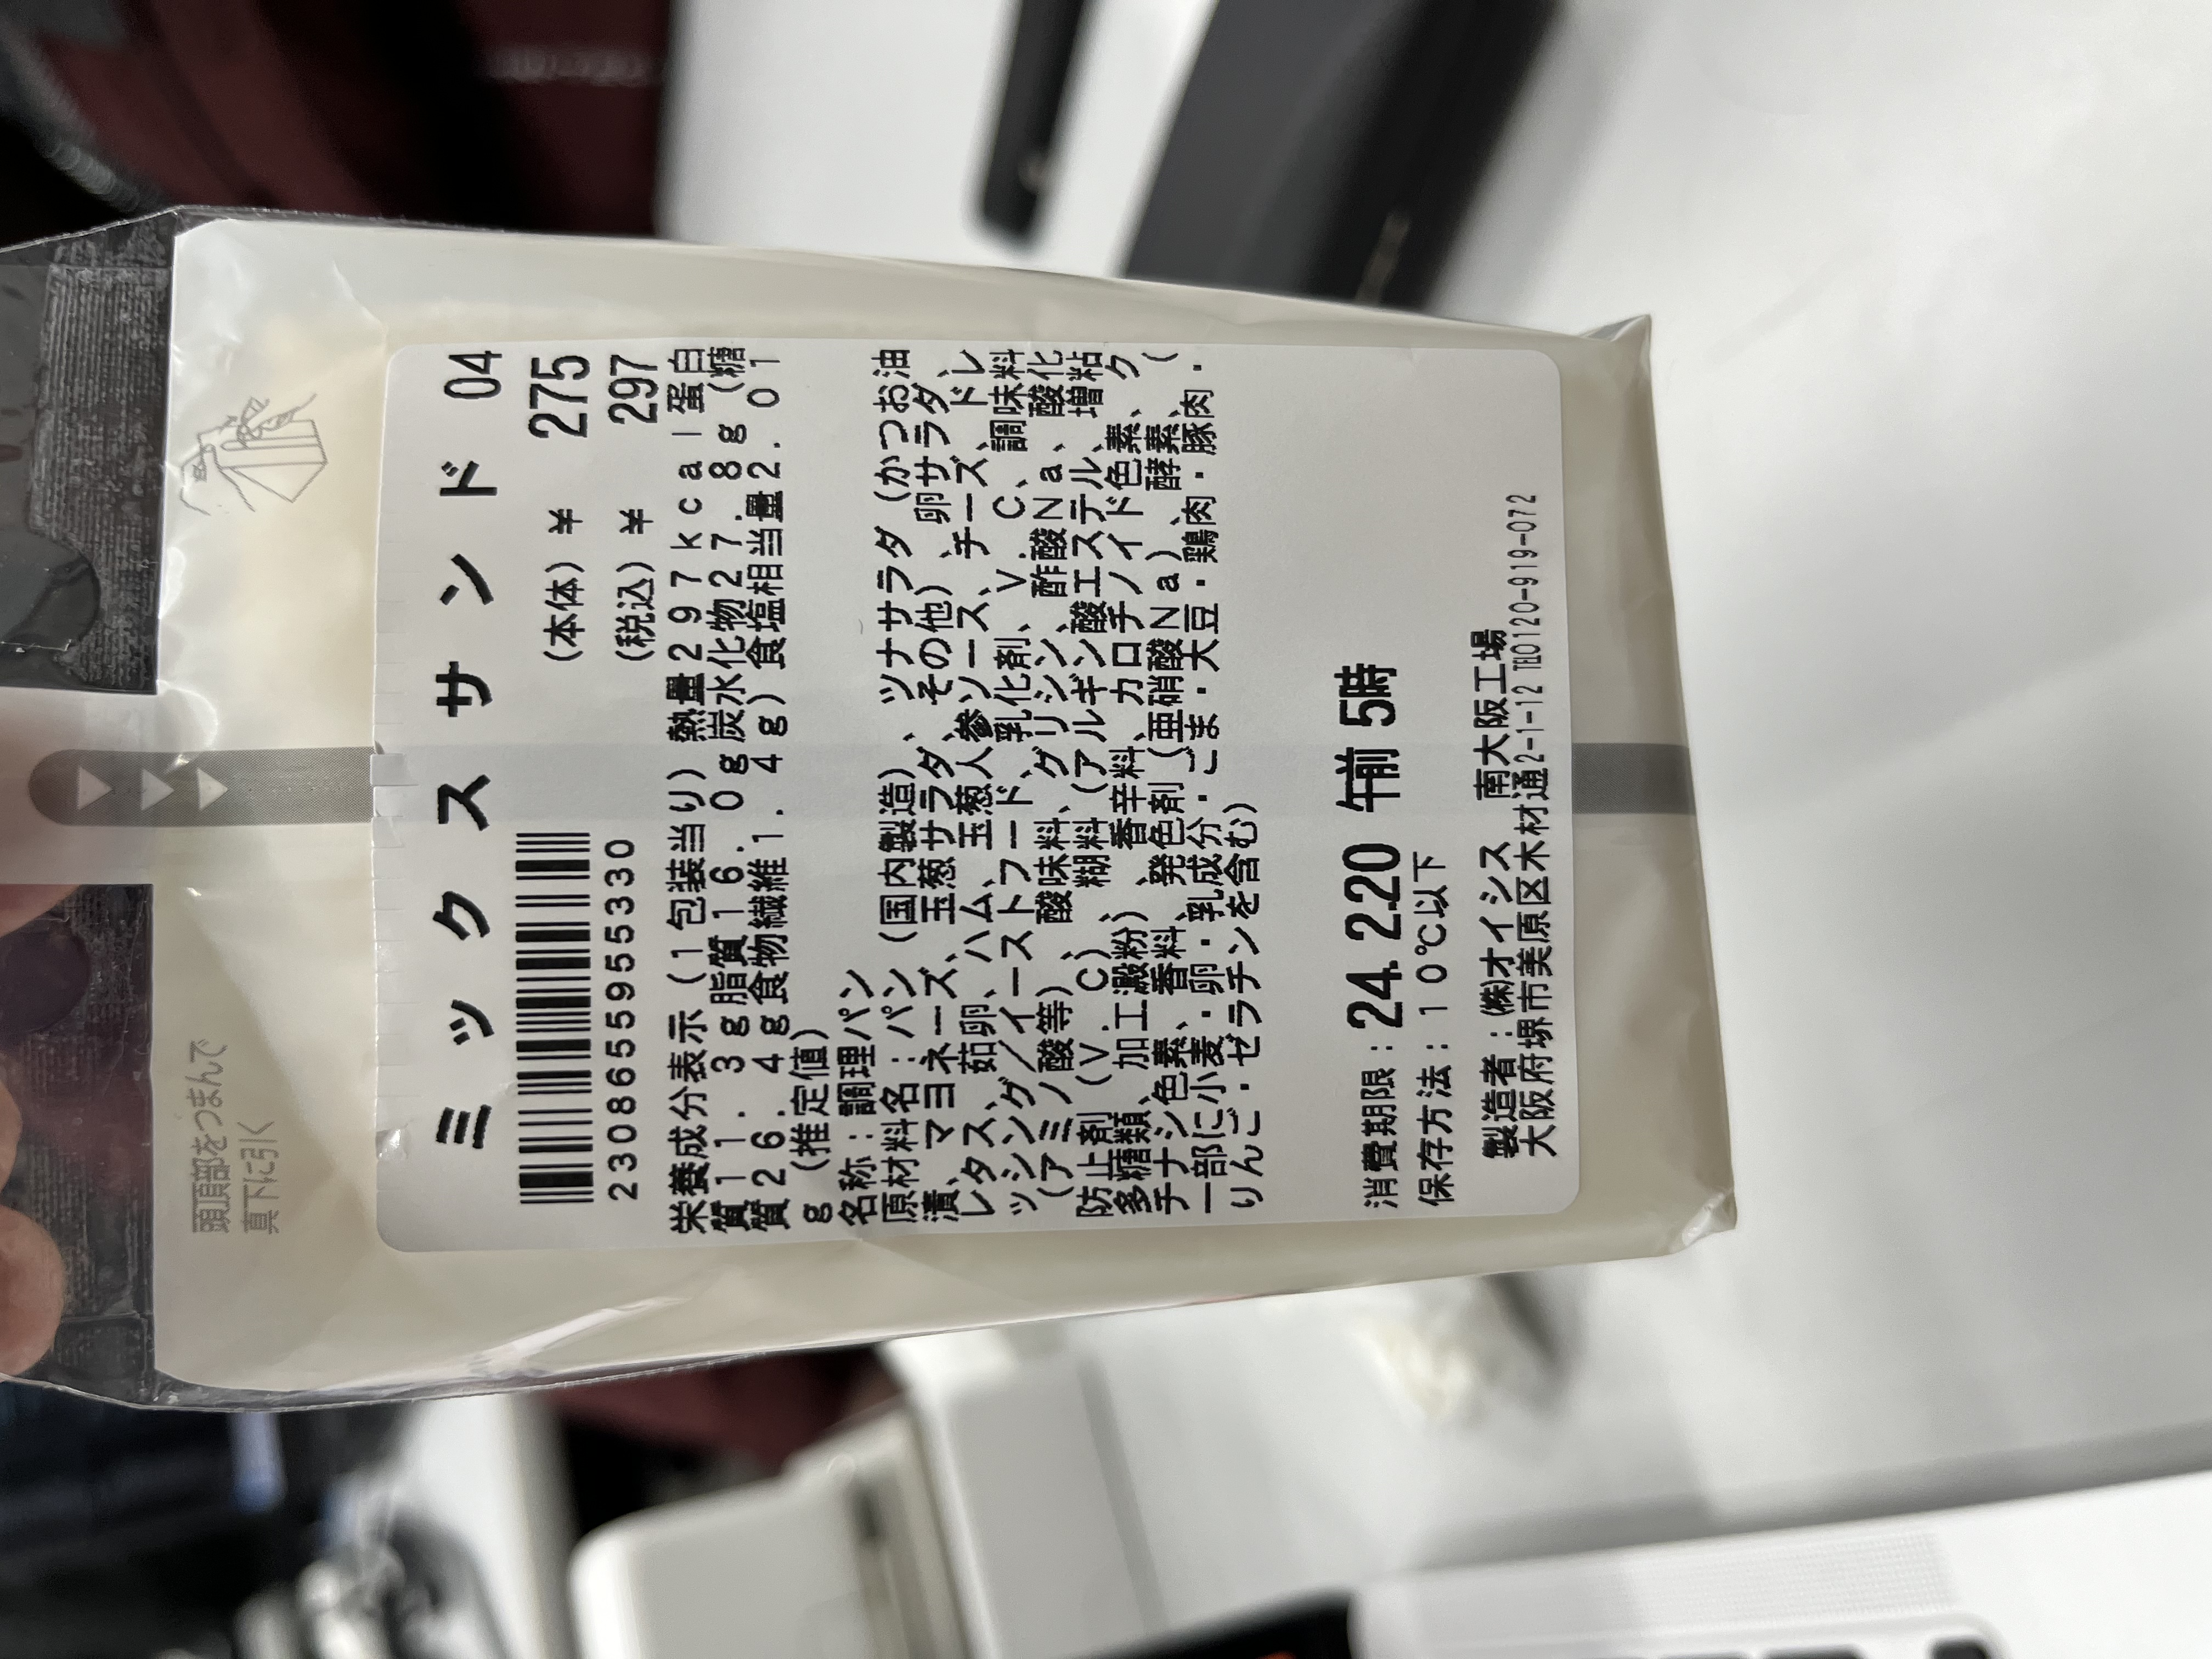 頭頂部をつまんで
真下に引く
ミックスサンド 04
(本体) ¥ 275
2308655955330
(税込) ¥ 297
栄養成分表示(1包装当り)熱量297kcal蛋白
質11.3g脂質16.0g炭水化物27.8g(糖
質26.4g食物繊維1.4g)食塩相当量2.01
g(推定値)
名称:調理パン
原材料名:パン(国内製造)、ツナサラダ(かつお油
漬、マヨネーズ、玉葱サラダ、その他)、卵サラダ、
レタス、茹卵、ハム、玉葱人参ソース、チーズ、ドレ
ッシング/イーストフード、乳化剤、V.C、調味料
(アミノ酸等)、酸味料、グリシン、酢酸Na、酸化
防止剤(V.C)、糊料(アルギン酸エステル、増粘
多糖類、加工澱粉)、香辛料、カロチノイド色素、ク
チナシ色素、香料、発色剤(亜硝酸Na)、酵素、(
一部に小麦・卵・乳成分・ごま・大豆・鶏肉・豚肉・
りんご・ゼラチンを含む)
消費期限:24. 2.20 午前 5時
保存方法:10℃以下
製造者:㈱オイシス 南大阪工場
大阪府堺市美原区木材通2-1-12 ℡0120-919-072